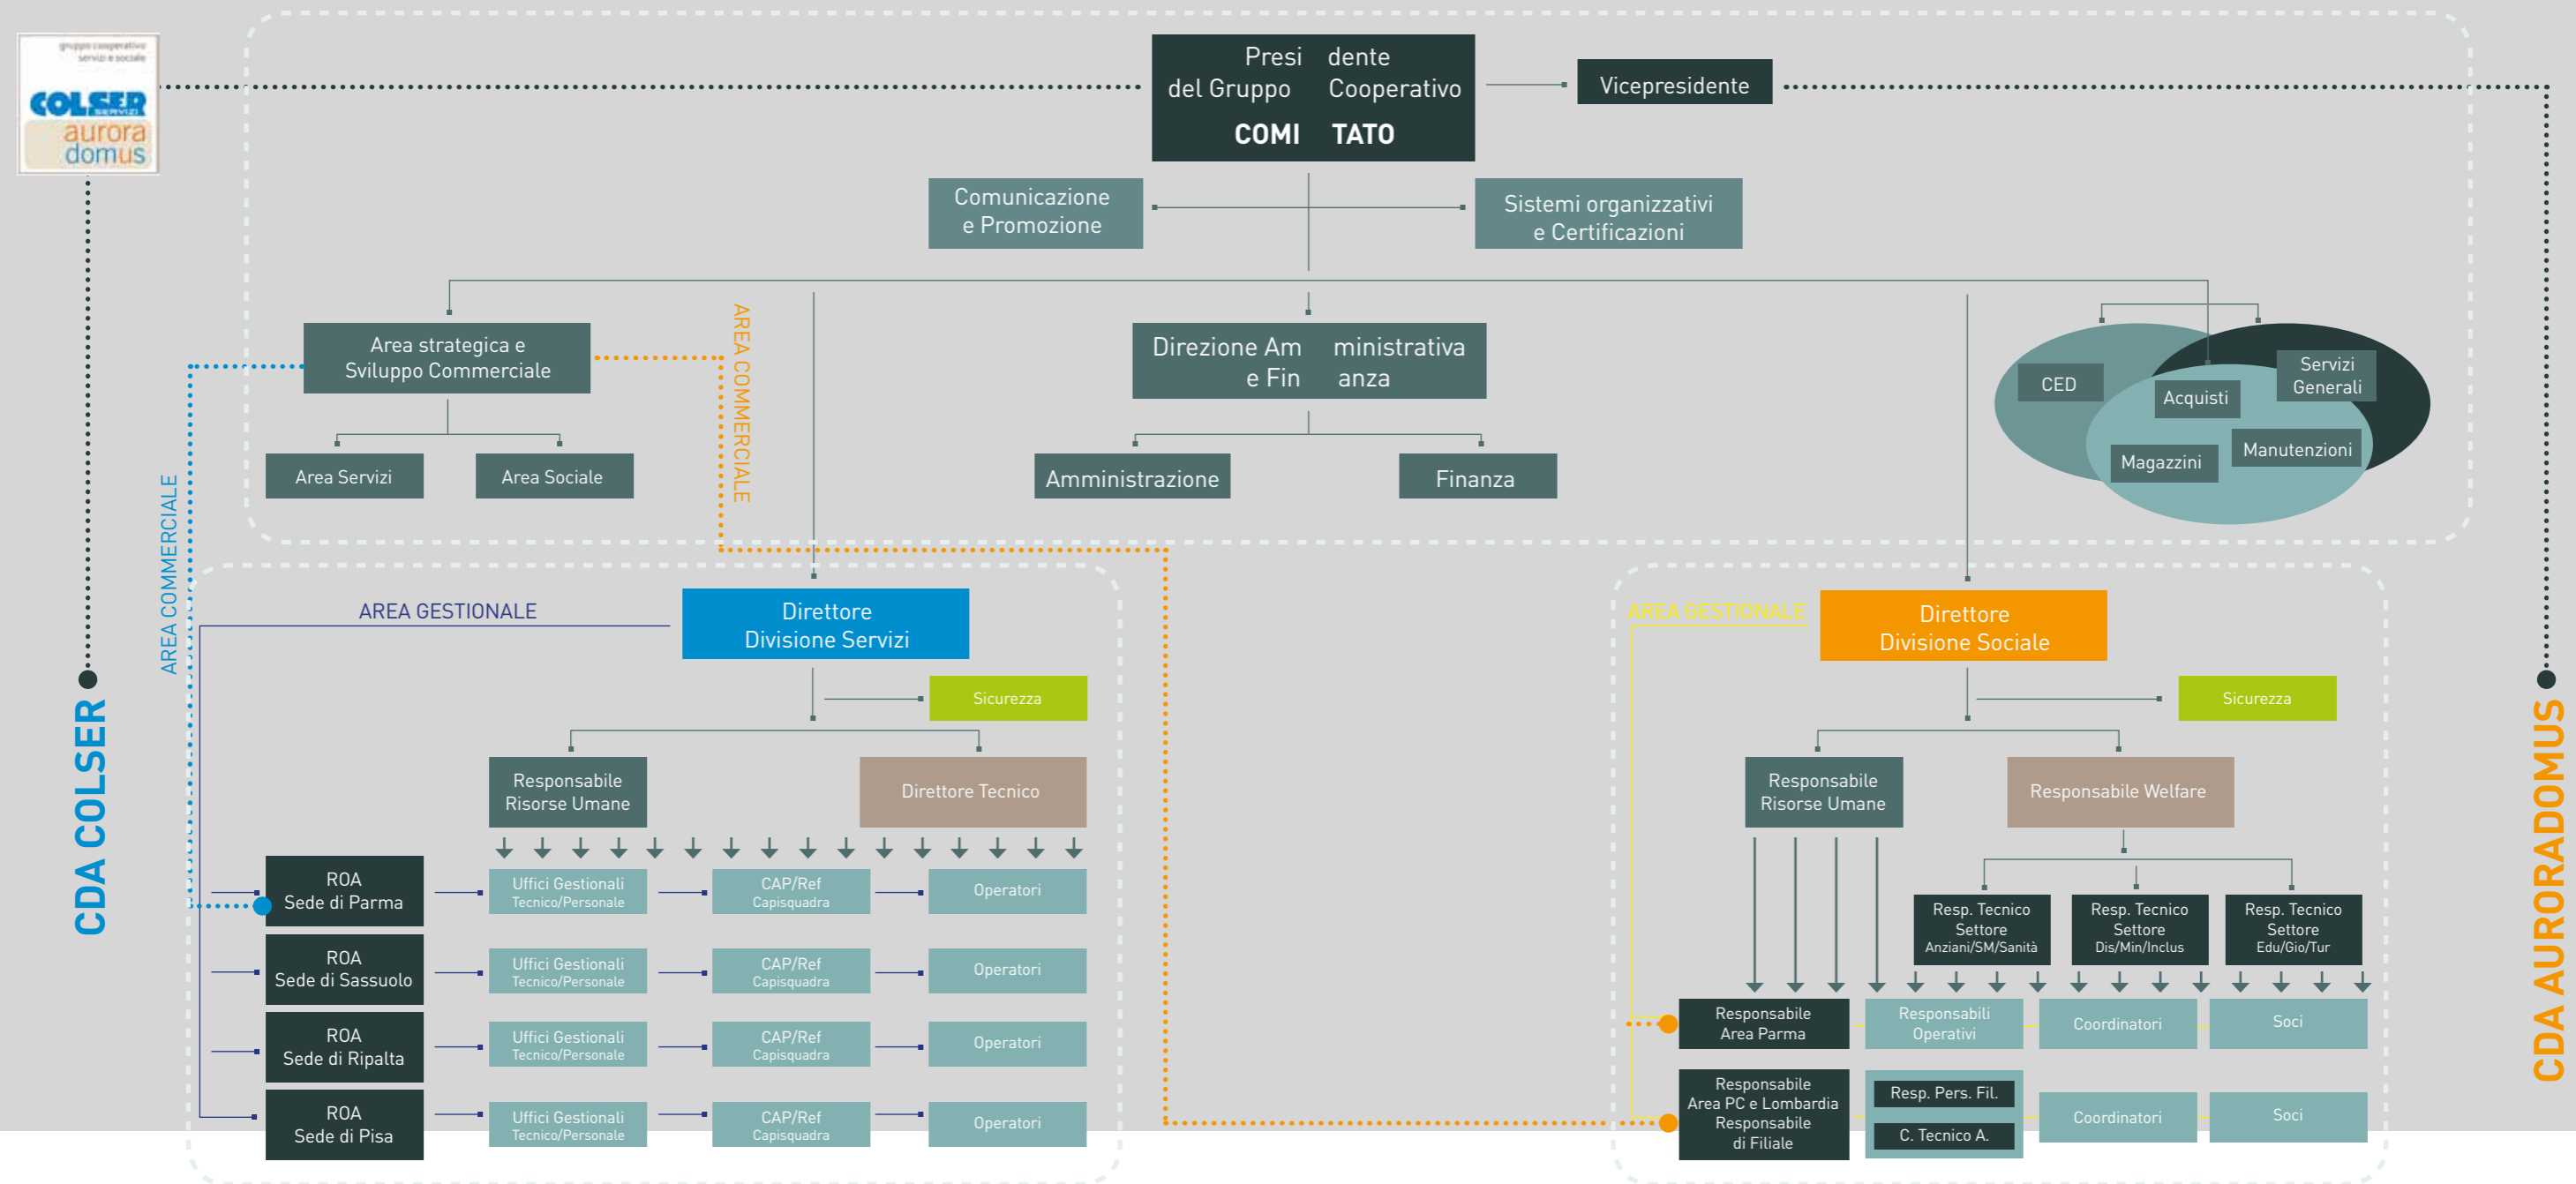 gruppo cooperativo
servizi e sociale
COLSER
SERVIZI
aurora
domus
Presi dente
del Gruppo Cooperativo
COMI TATO
Vicepresidente
Comunicazione
e Promozione
Sistemi organizzativi
e Certificazioni
Area strategica e
Sviluppo Commerciale
AREA COMMERCIALE
Direzione Am ministrativa
e Fin anza
CED
Servizi
Generali
Acquisti
Manutenzioni
Magazzini
Area Servizi
Area Sociale
Amministrazione
Finanza
AREA COMMERCIALE
CDA COLSER
AREA GESTIONALE
Direttore
Divisione Servizi
Sicurezza
Responsabile
Risorse Umane
Direttore Tecnico
ROA
Sede di Parma
Uffici Gestionali
Tecnico/Personale
CAP/Ref
Capisquadra
Operatori
ROA
Sede di Sassuolo
Uffici Gestionali
Tecnico/Personale
CAP/Ref
Capisquadra
Operatori
ROA
Sede di Ripalta
Uffici Gestionali
Tecnico/Personale
CAP/Ref
Capisquadra
Operatori
ROA
Sede di Pisa
Uffici Gestionali
Tecnico/Personale
CAP/Ref
Capisquadra
Operatori
AREA GESTIONALE
Direttore
Divisione Sociale
Sicurezza
Responsabile
Risorse Umane
Responsabile Welfare
Resp. Tecnico
Settore
Anziani/SM/Sanità
Resp. Tecnico
Settore
Dis/Min/Inclus
Resp. Tecnico
Settore
Edu/Gio/Tur
Responsabile
Area Parma
Responsabili
Operativi
Coordinatori
Soci
Responsabile
Area PC e Lombardia
Responsabile
di Filiale
Resp. Pers. Fil.
C. Tecnico A.
Coordinatori
Soci
CDA AURORADOMUS